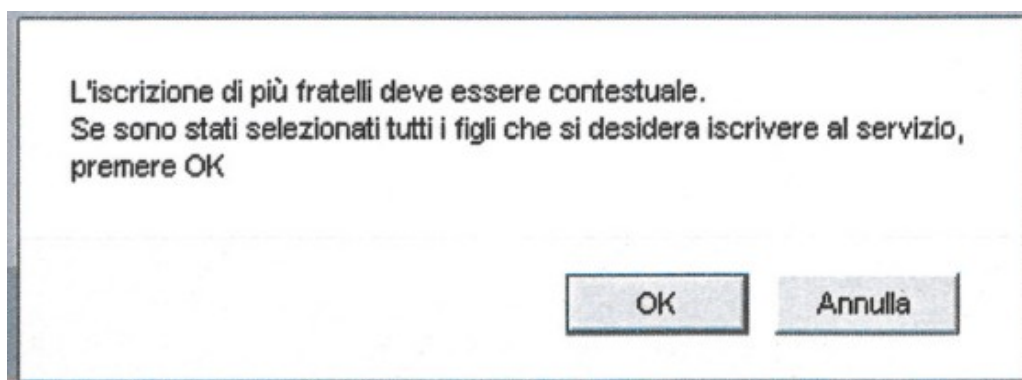 L'iscrizione di più fratelli deve essere contestuale.
Se sono stati selezionati tutti i figli che si desidera iscrivere al servizio,
premere OK
OK
Annulla